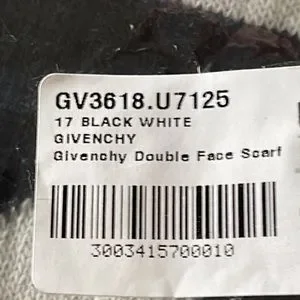 GV3618.U7125
17 BLACK WHITE
GIVENCHY
Givenchy Double Face Scarf
3003415700010